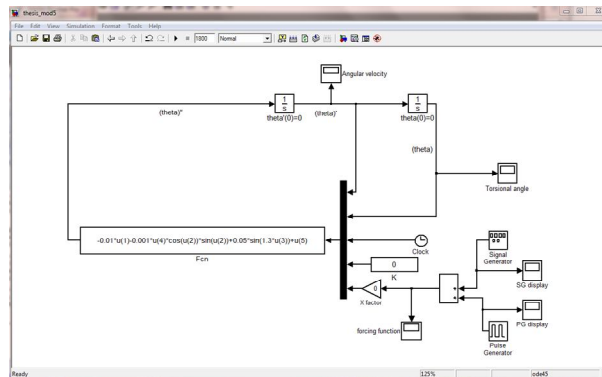 thesis_mod5
File Edit View Simulation Format Tools Help
1800 Normal
Angular velocity
1
s
theta'(0)=0
(theta)''
(theta)'
1
s
theta(0)=0
(theta)
Torsional angle
-0.01*u(1)-0.001*u(4)*cos(u(2))*sin(u(2))+0.05*sin(1.3*u(3))+u(5)
Fcn
Clock
0
K
0
X factor
forcing function
Signal
Generator
SG display
PG display
Pulse
Generator
Ready 125% ode45